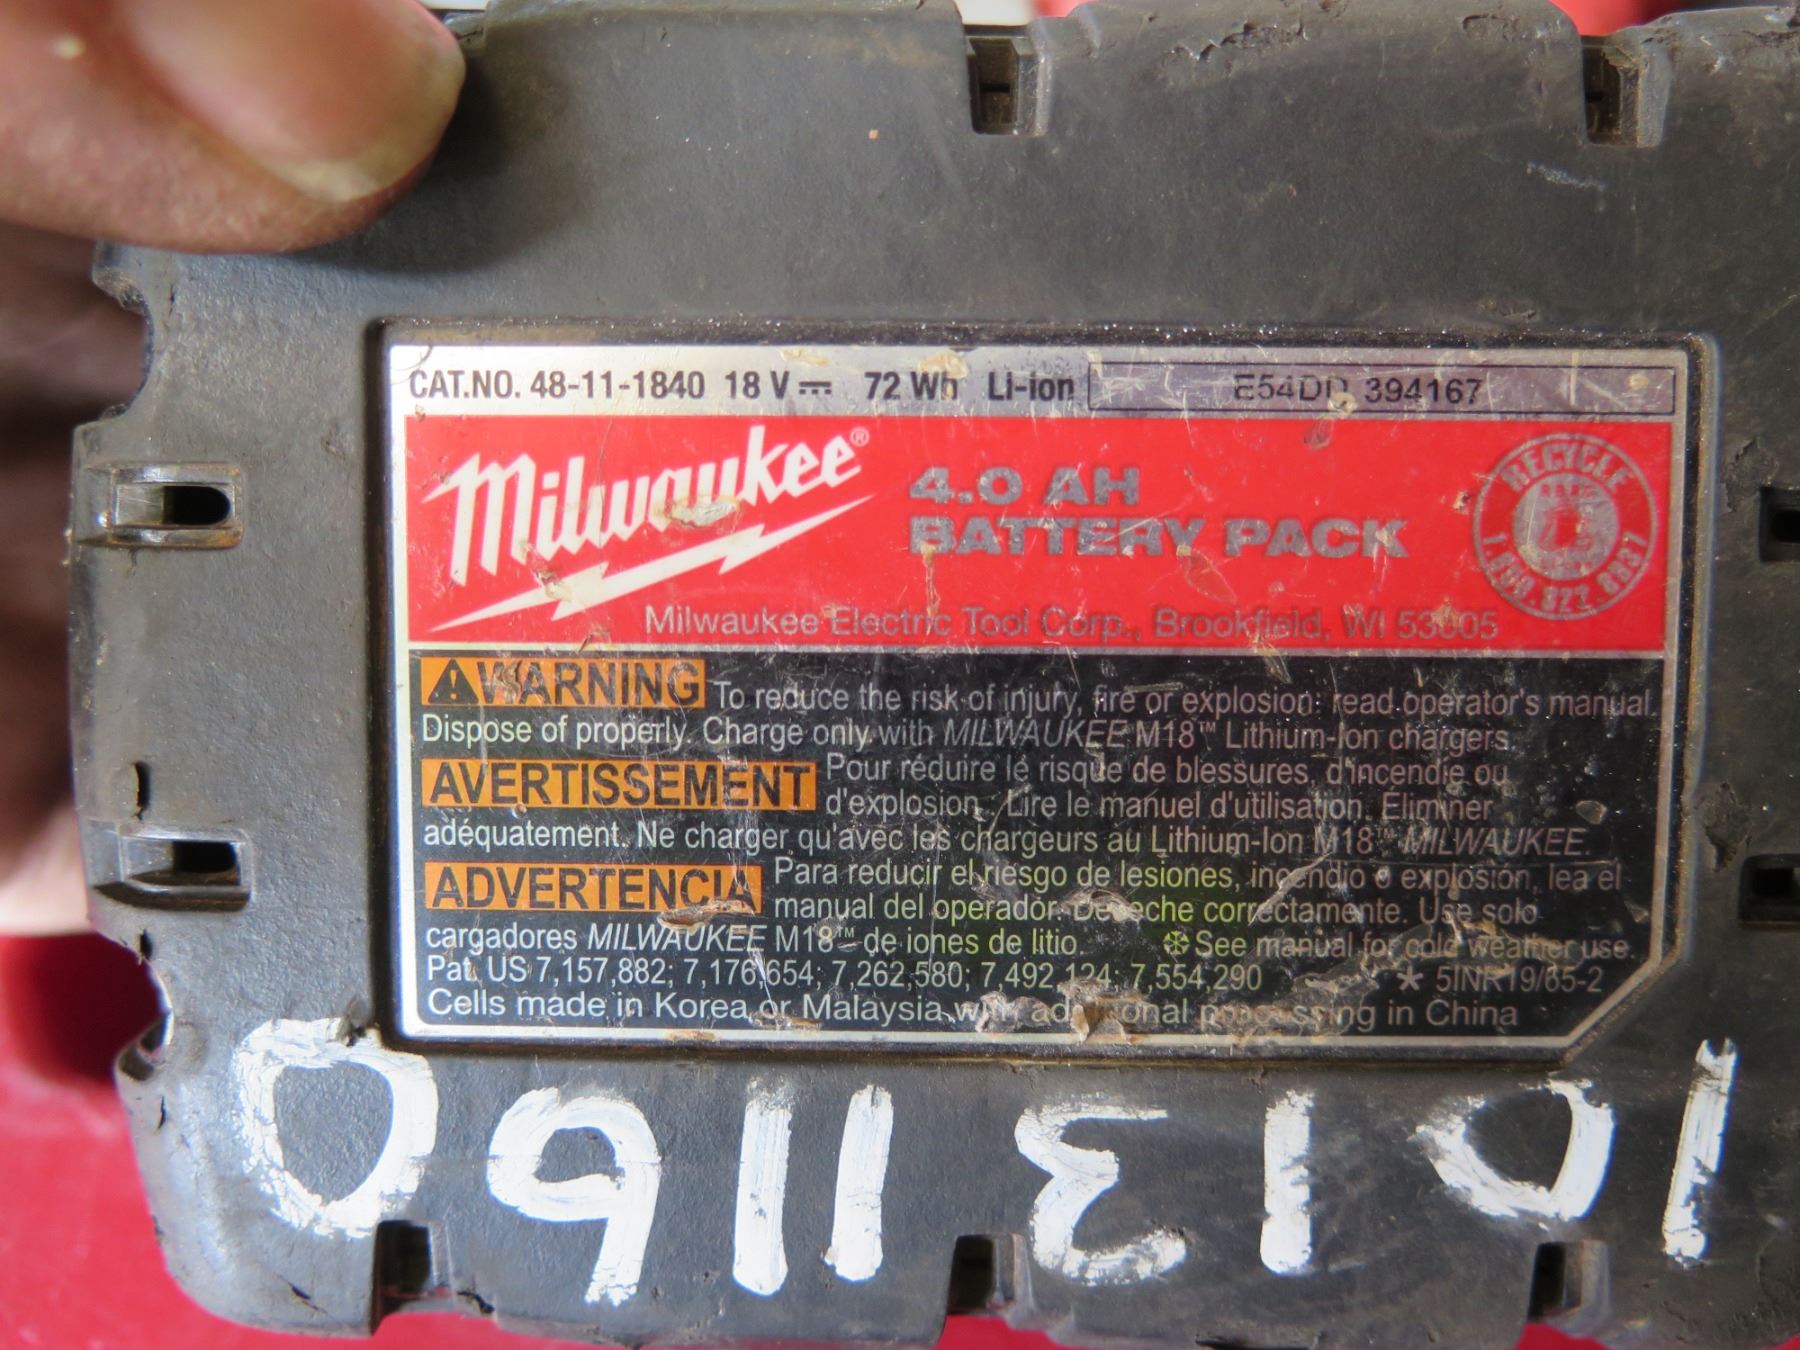 CAT.NO. 48-11-1840 18 V ⎓ 72 Wh Li-Ion E54DD 394167
Milwaukee®
4.0 AH
BATTERY PACK
RECYCLE
1.800.822.8837
Milwaukee Electric Tool Corp., Brookfield, WI 53005
⚠WARNING To reduce the risk of injury, fire or explosion: read operator's manual.
Dispose of properly. Charge only with MILWAUKEE M18™ Lithium-Ion chargers.
AVERTISSEMENT Pour réduire le risque de blessures, d'incendie ou
d'explosion. Lire le manuel d'utilisation. Éliminer
adéquatement. Ne charger qu'avec les chargeurs au Lithium-Ion M18™ MILWAUKEE.
ADVERTENCIA Para reducir el riesgo de lesiones, incendio o explosión, lea el
manual del operador. Deseche correctamente. Use solo
cargadores MILWAUKEE M18™ de iones de litio. ❄See manual for cold weather use.
Pat. US 7,157,882; 7,176,654; 7,262,580; 7,492,124; 7,554,290 * 5INR19/65-2
Cells made in Korea or Malaysia with additional processing in China
10131160